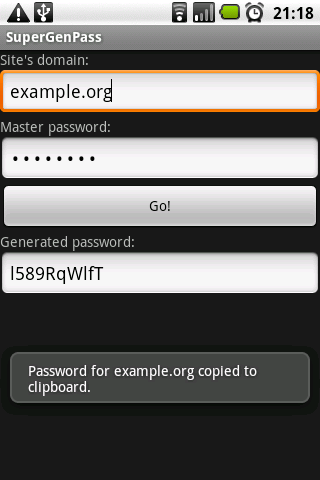 21:18
SuperGenPass
Site's domain:
example.org
Master password:
••••••••
Go!
Generated password:
l589RqWlfT
Password for example.org copied to
clipboard.